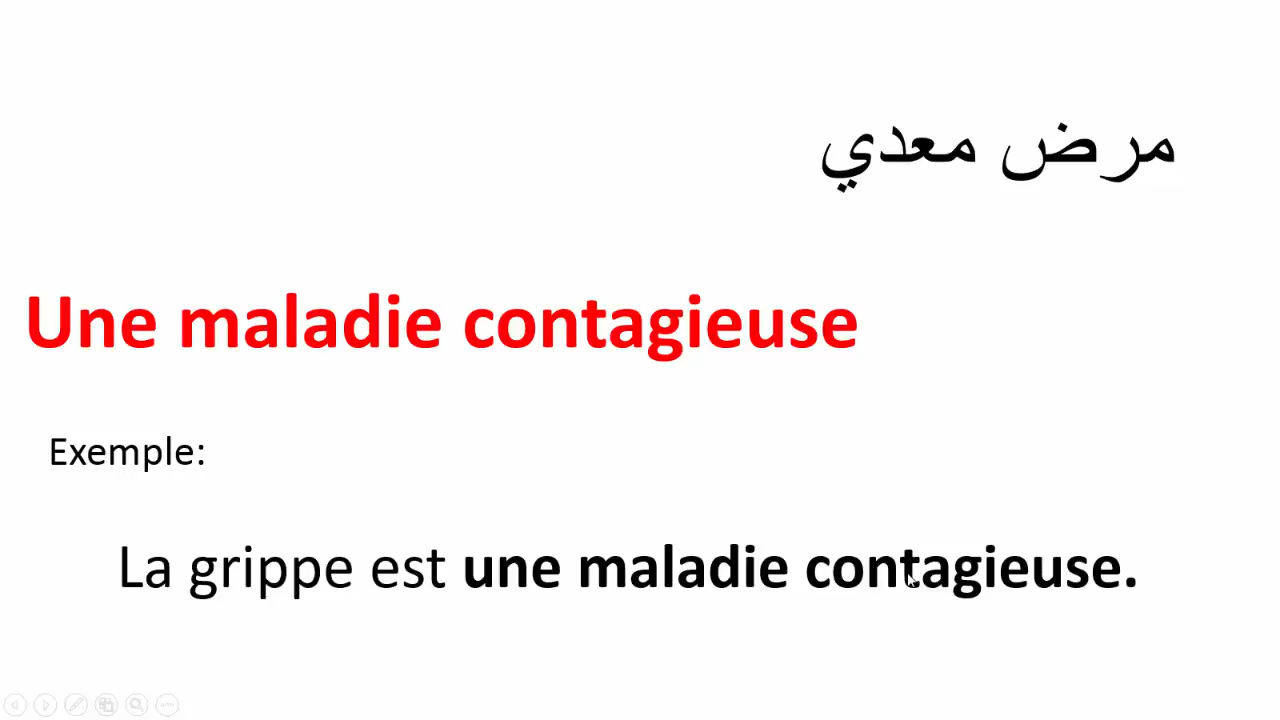 مرض معدي
Une maladie contagieuse
Exemple:
La grippe est une maladie contagieuse.